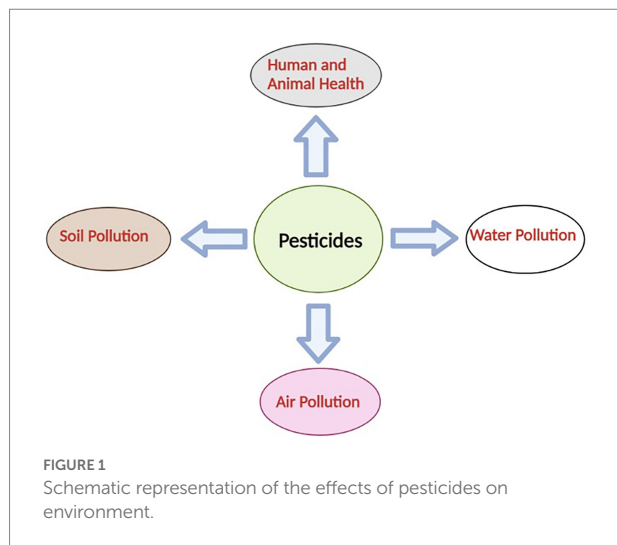 Human and
Animal Health
Soil Pollution
Pesticides
Water Pollution
Air Pollution
FIGURE 1
Schematic representation of the effects of pesticides on
environment.